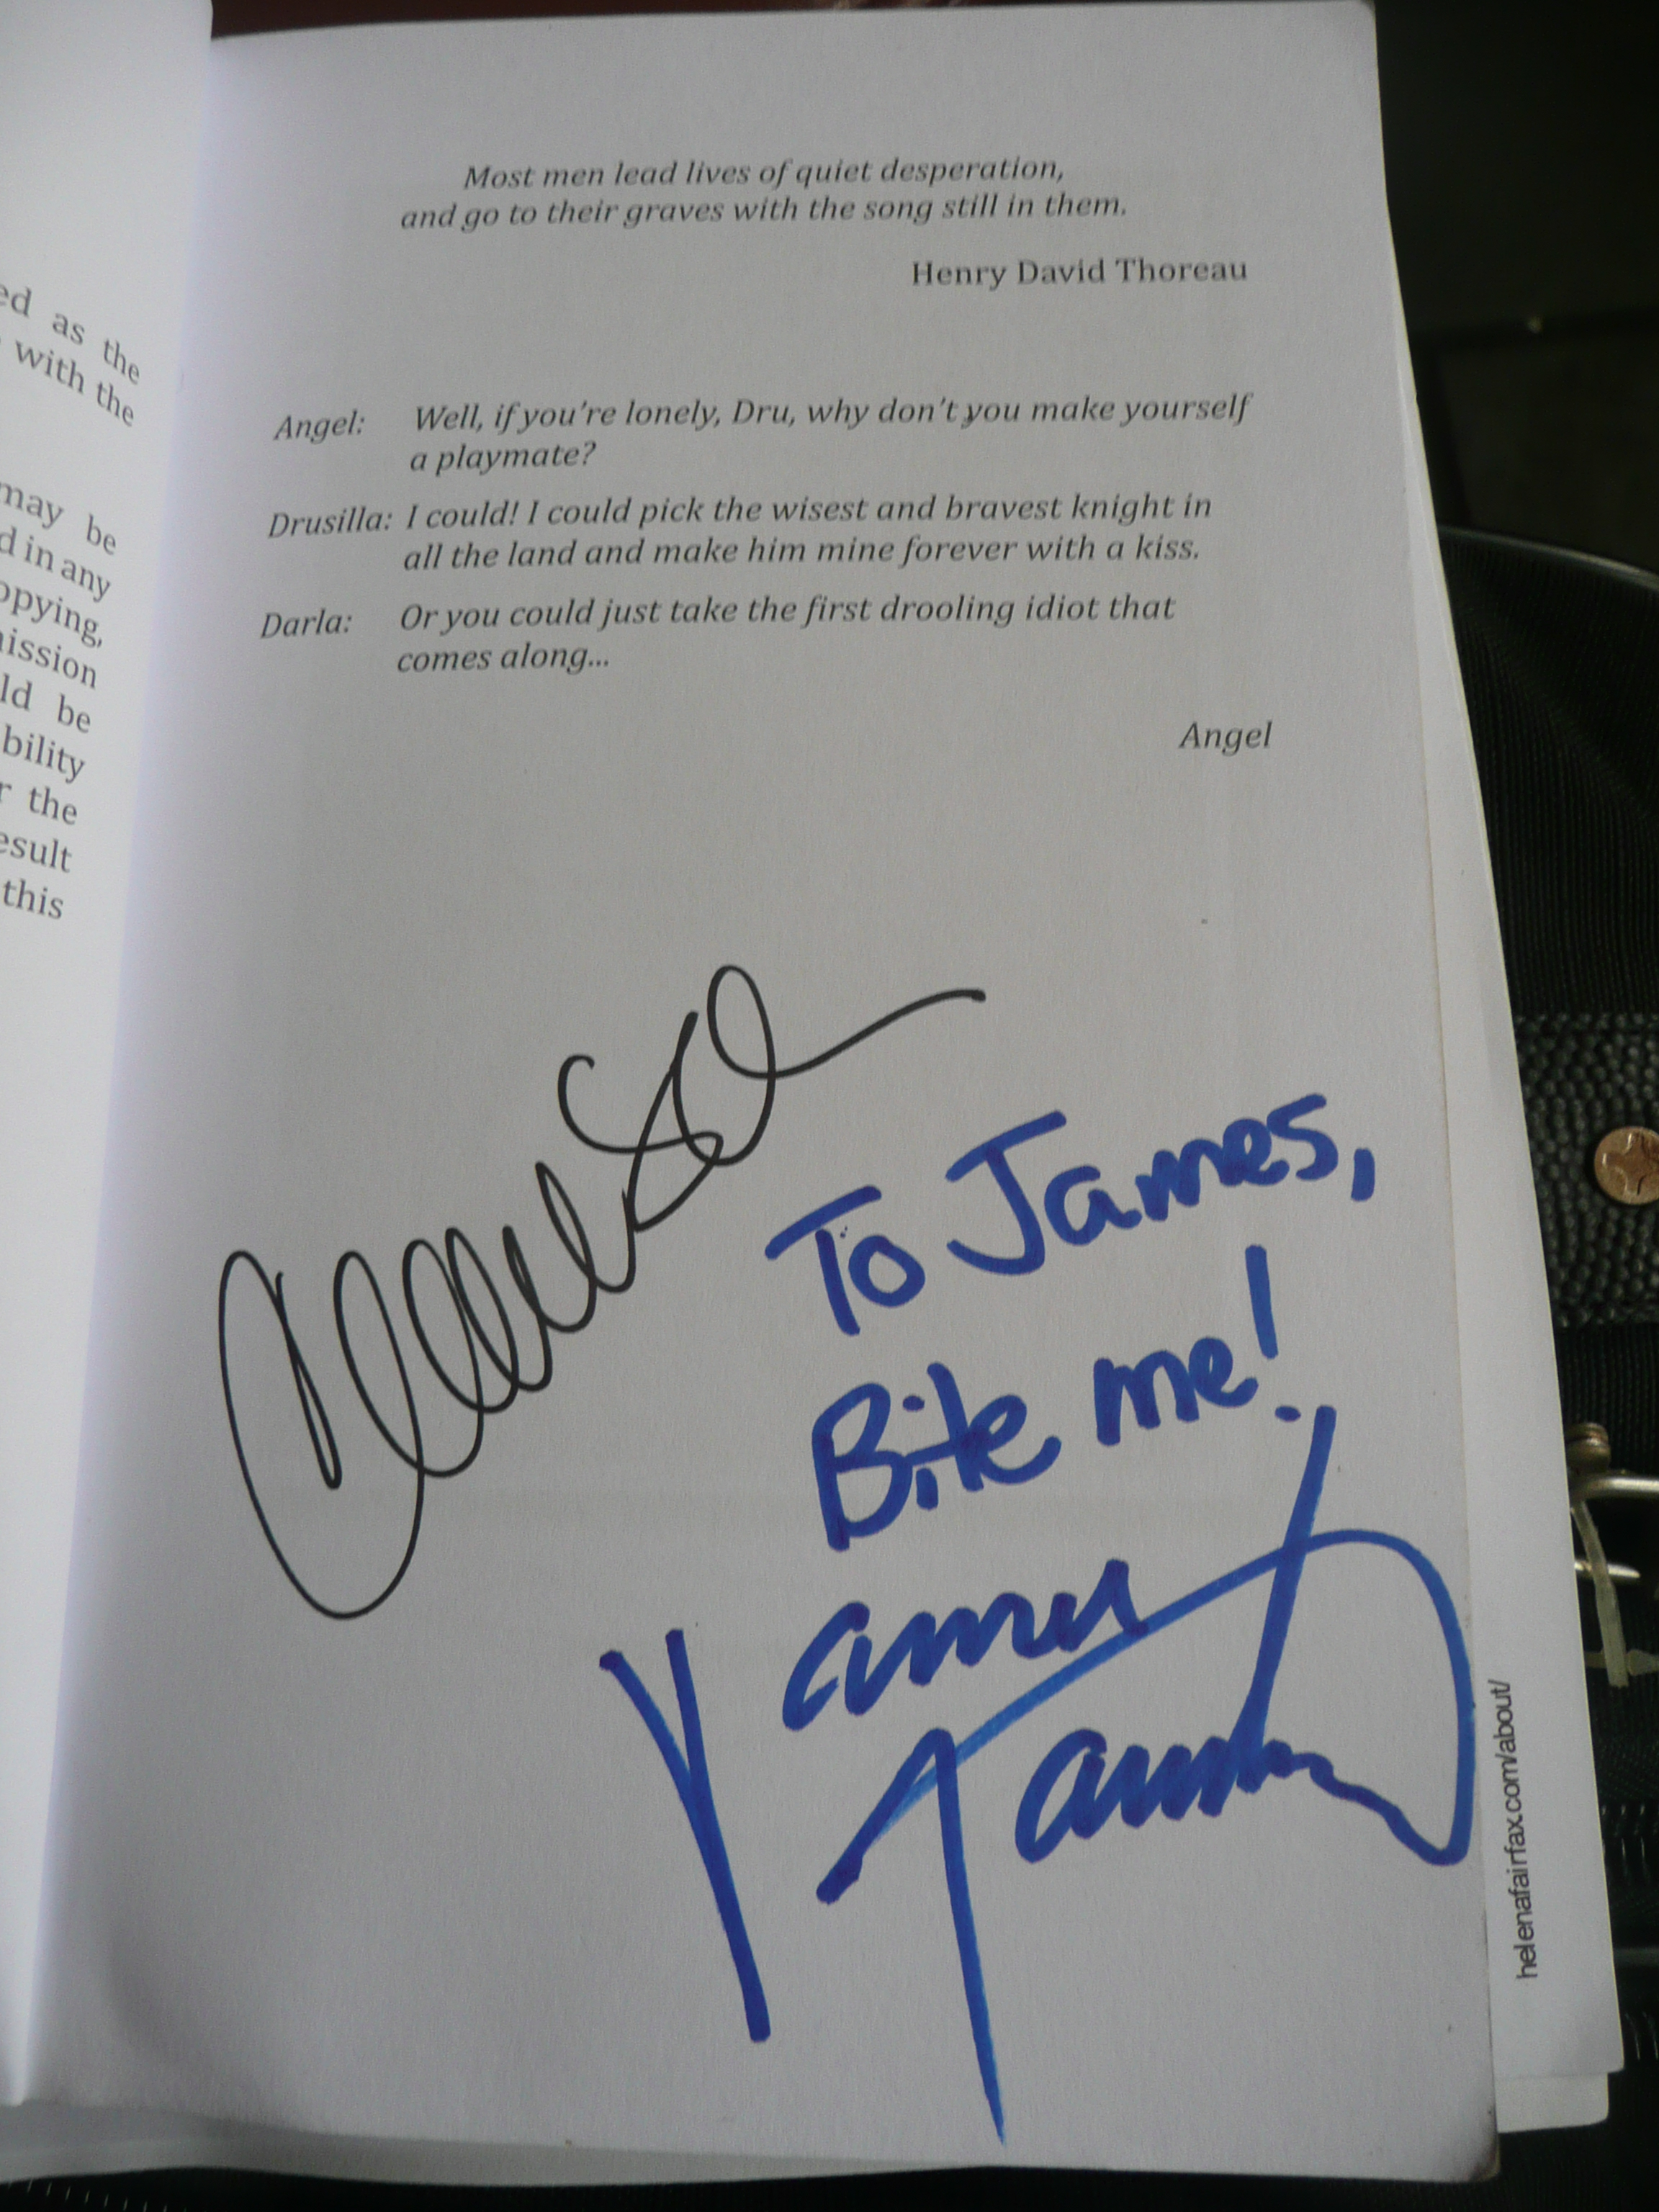 ed as the
with the
may be
d in any
opying,
ission
ld be
bility
r the
esult
this
Most men lead lives of quiet desperation,
and go to their graves with the song still in them.
Henry David Thoreau
Angel: Well, if you're lonely, Dru, why don't you make yourself
a playmate?
Drusilla: I could! I could pick the wisest and bravest knight in
all the land and make him mine forever with a kiss.
Darla: Or you could just take the first drooling idiot that
comes along...
Angel
To James,
Bite me!
helenafairfax.com/about/